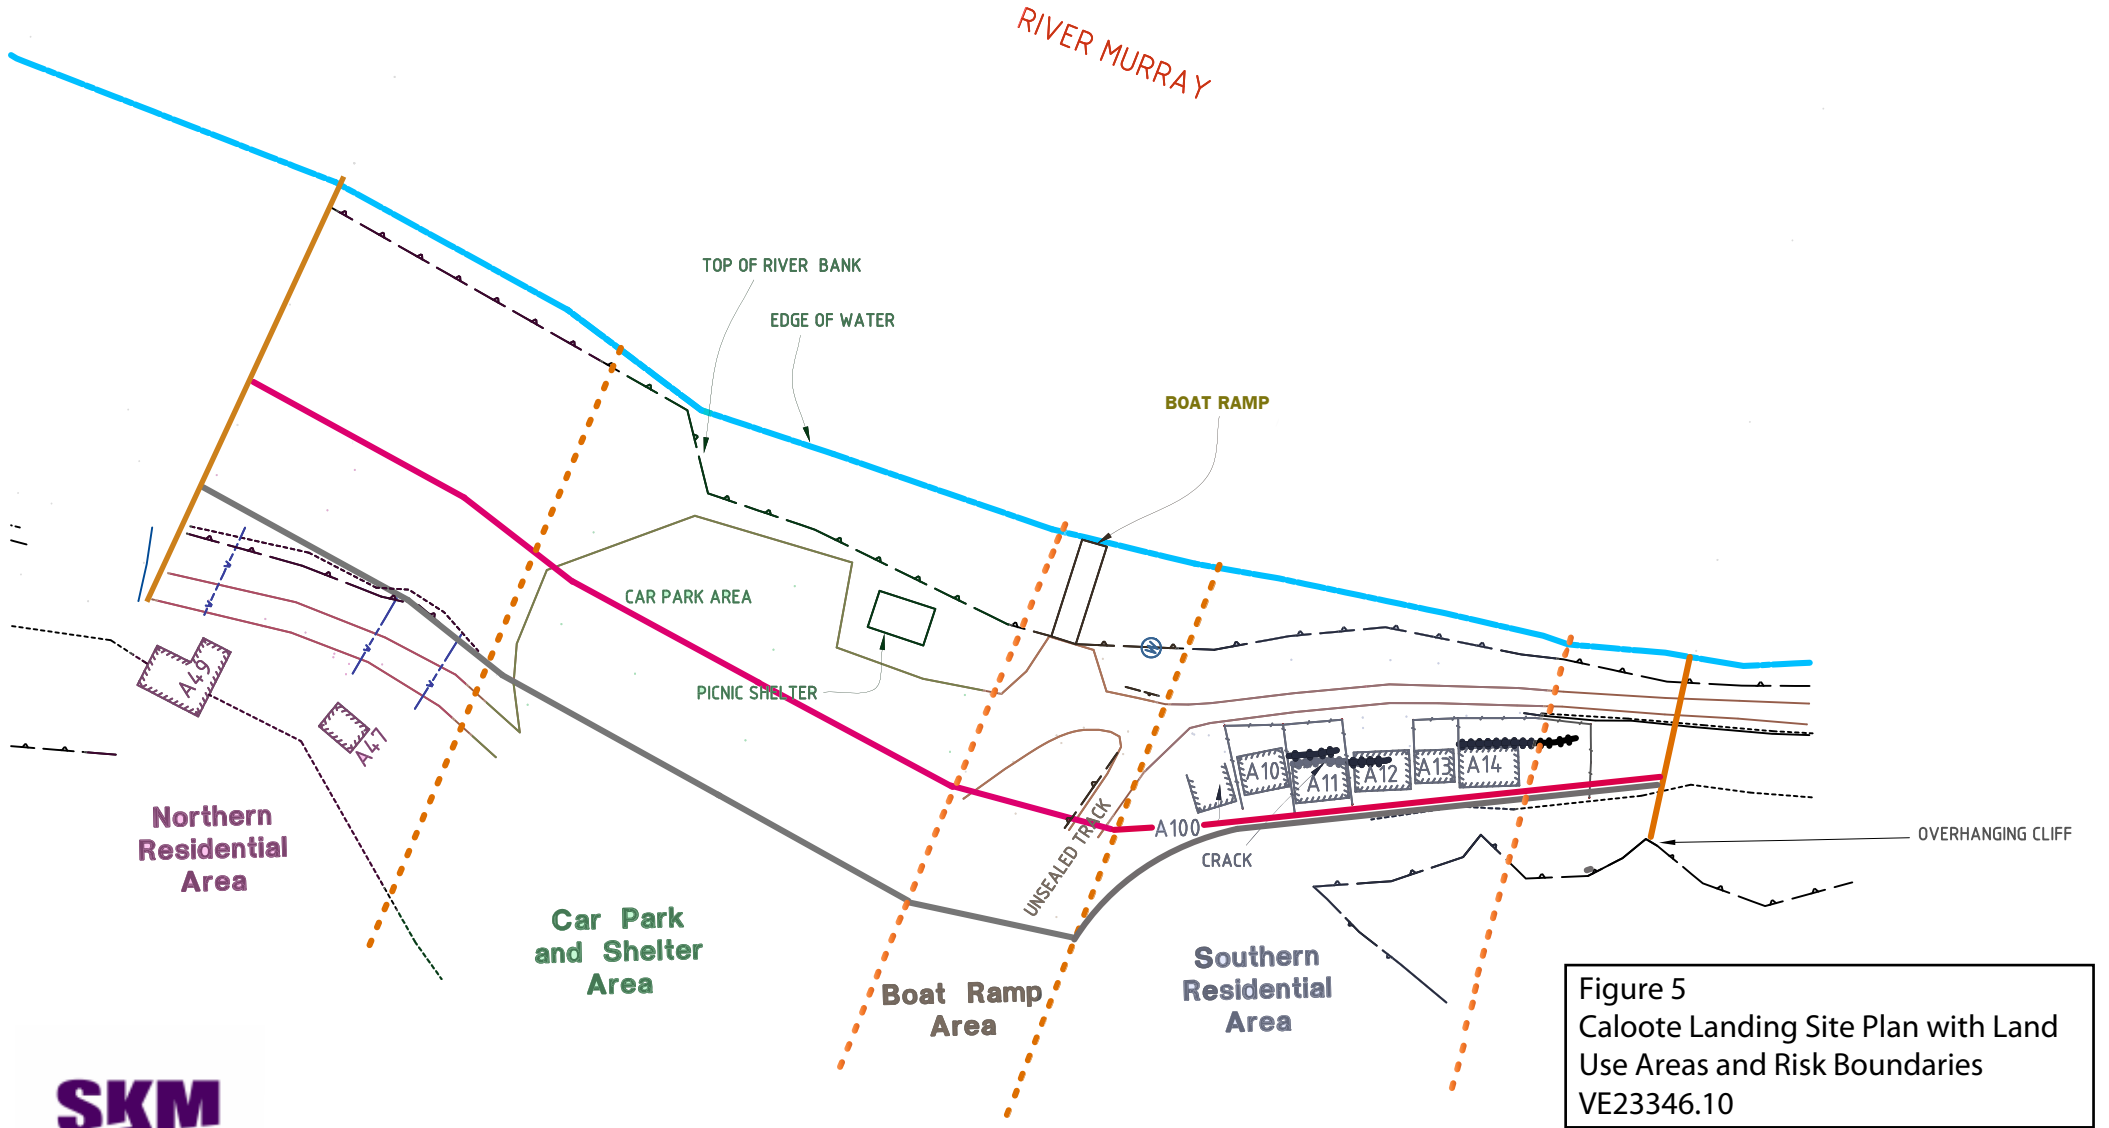 RIVER MURRAY
TOP OF RIVER BANK
EDGE OF WATER
BOAT RAMP
CAR PARK AREA
PICNIC SHELTER
W
A49
A47
A10
A11
A12
A13
A14
A100
CRACK
UNSEALED TRACK
OVERHANGING CLIFF
Northern
Residential
Area
Car Park
and Shelter
Area
Boat Ramp
Area
Southern
Residential
Area
Figure 5
Caloote Landing Site Plan with Land
Use Areas and Risk Boundaries
VE23346.10
SKM